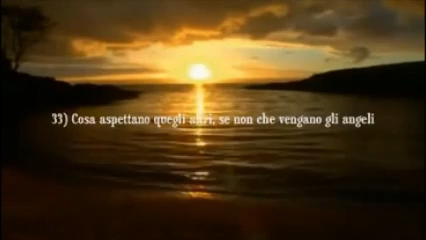 33) Cosa aspettano quegli altri, se non che vengano gli angeli